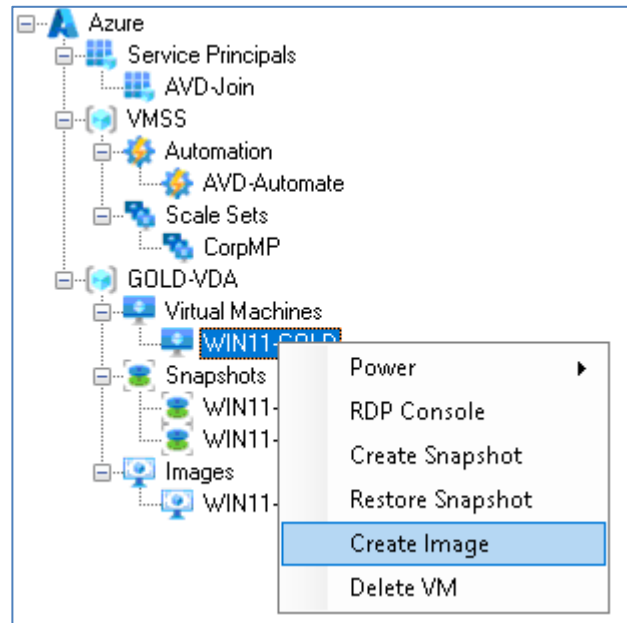 Azure
Service Principals
AVD-Join
VMSS
Automation
AVD-Automate
Scale Sets
CorpMP
GOLD-VDA
Virtual Machines
WIN11-GOLD
Snapshots
WIN11-
WIN11-
Images
WIN11-
Power
RDP Console
Create Snapshot
Restore Snapshot
Create Image
Delete VM